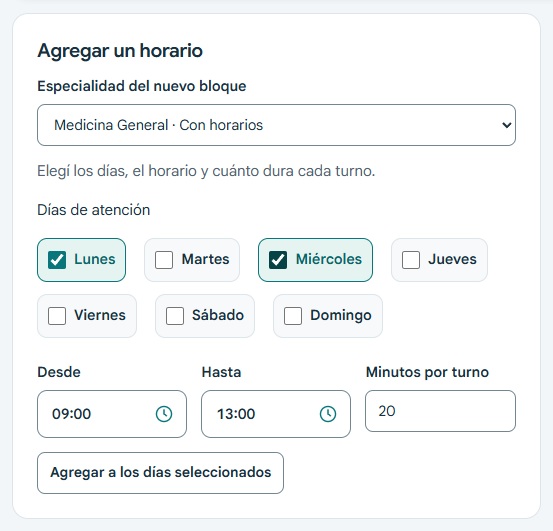 Agregar un horario
Especialidad del nuevo bloque
Medicina General · Con horarios
Elegí los días, el horario y cuánto dura cada turno.
Días de atención
Lunes Martes Miércoles Jueves
Viernes Sábado Domingo
Desde Hasta Minutos por turno
09:00 13:00 20
Agregar a los días seleccionados